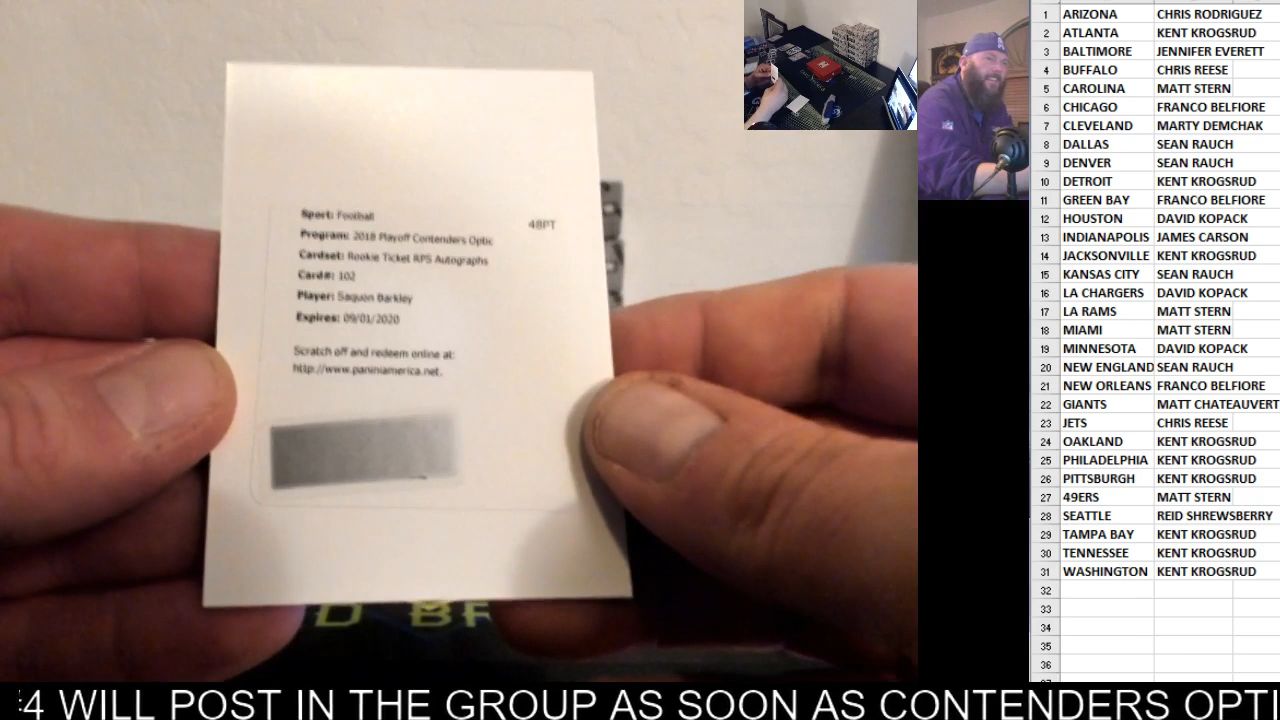 Sport: Football
48PT
Program: 2018 Playoff Contenders Optic
Cardset: Rookie Ticket RPS Autographs
Card#: 102
Player: Saquon Barkley
Expires: 09/01/2020
Scratch off and redeem online at:
http://www.paniniamerica.net.
D BR
1 ARIZONA CHRIS RODRIGUEZ
2 ATLANTA KENT KROGSRUD
3 BALTIMORE JENNIFER EVERETT
4 BUFFALO CHRIS REESE
5 CAROLINA MATT STERN
6 CHICAGO FRANCO BELFIORE
7 CLEVELAND MARTY DEMCHAK
8 DALLAS SEAN RAUCH
9 DENVER SEAN RAUCH
10 DETROIT KENT KROGSRUD
11 GREEN BAY FRANCO BELFIORE
12 HOUSTON DAVID KOPACK
13 INDIANAPOLIS JAMES CARSON
14 JACKSONVILLE KENT KROGSRUD
15 KANSAS CITY SEAN RAUCH
16 LA CHARGERS DAVID KOPACK
17 LA RAMS MATT STERN
18 MIAMI MATT STERN
19 MINNESOTA DAVID KOPACK
20 NEW ENGLAND SEAN RAUCH
21 NEW ORLEANS FRANCO BELFIORE
22 GIANTS MATT CHATEAUVERT
23 JETS CHRIS REESE
24 OAKLAND KENT KROGSRUD
25 PHILADELPHIA KENT KROGSRUD
26 PITTSBURGH KENT KROGSRUD
27 49ERS MATT STERN
28 SEATTLE REID SHREWSBERRY
29 TAMPA BAY KENT KROGSRUD
30 TENNESSEE KENT KROGSRUD
31 WASHINGTON KENT KROGSRUD
32
33
34
35
36
4 WILL POST IN THE GROUP AS SOON AS CONTENDERS OPTI